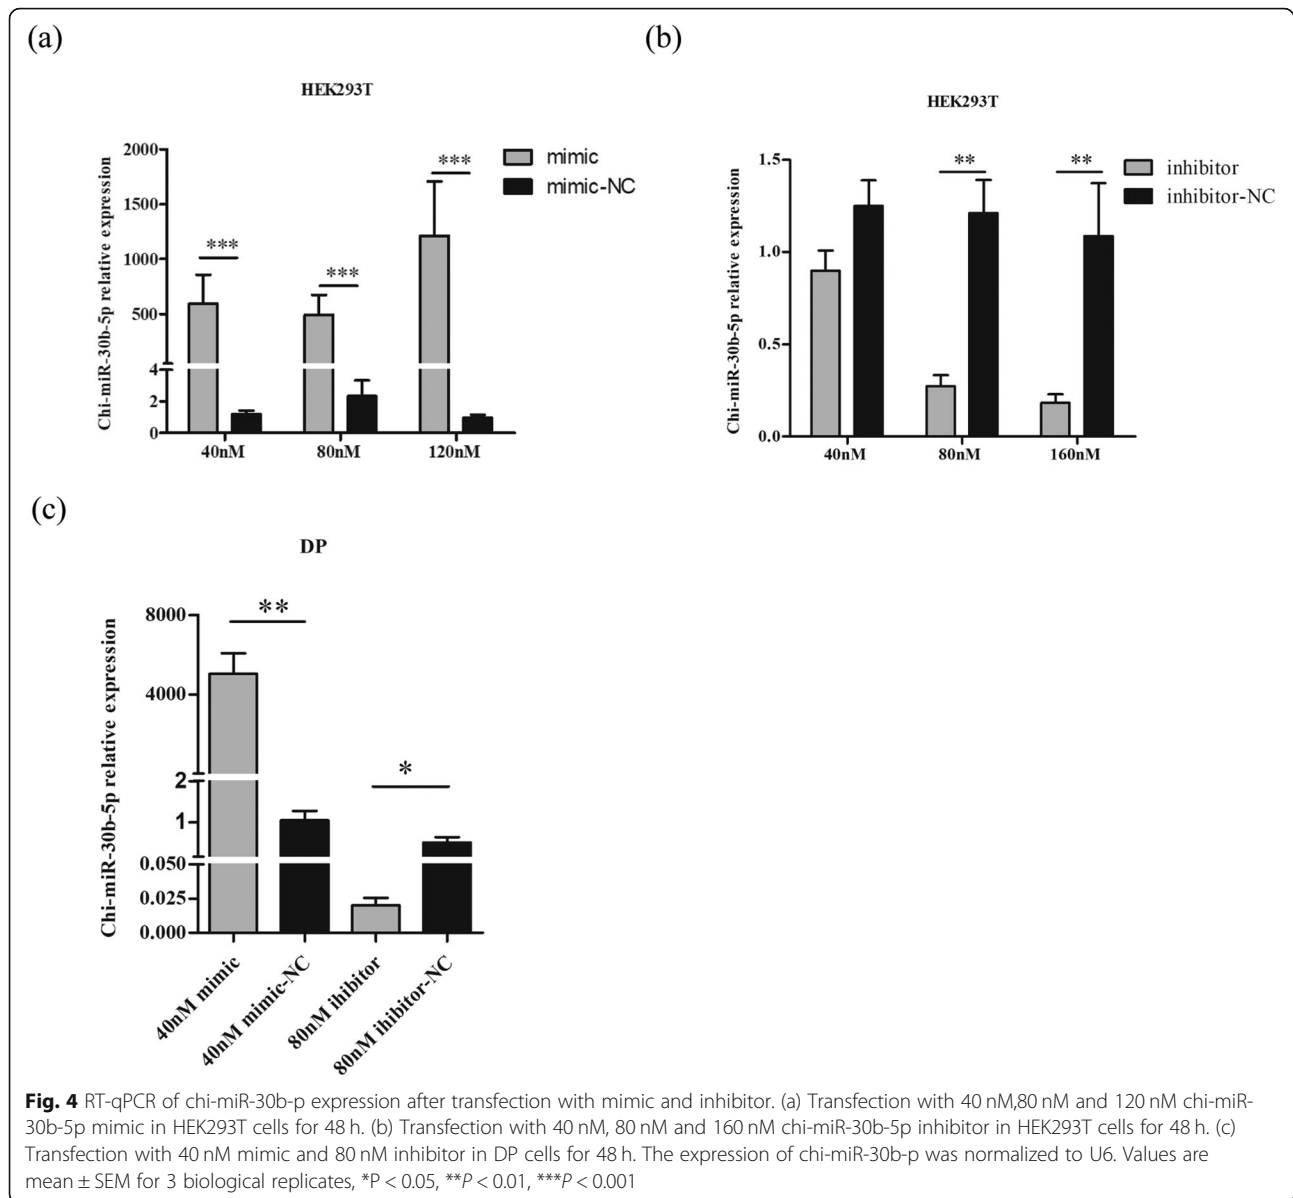 (a)
HEK293T
Chi-miR-30b-5p relative expression
2000
1500
1000
500
4
2
0
***
***
***
mimic
mimic-NC
40nM
80nM
120nM
(b)
HEK293T
Chi-miR-30b-5p relative expression
1.5
1.0
0.5
0.0
**
**
inhibitor
inhibitor-NC
40nM
80nM
160nM
(c)
DP
Chi-miR-30b-5p relative expression
8000
4000
2
1
0.050
0.025
0.000
**
*
40nM mimic
40nM mimic-NC
80nM ihibitor
80nM ihibitor-NC
Fig. 4 RT-qPCR of chi-miR-30b-p expression after transfection with mimic and inhibitor. (a) Transfection with 40 nM,80 nM and 120 nM chi-miR-
30b-5p mimic in HEK293T cells for 48 h. (b) Transfection with 40 nM, 80 nM and 160 nM chi-miR-30b-5p inhibitor in HEK293T cells for 48 h. (c)
Transfection with 40 nM mimic and 80 nM inhibitor in DP cells for 48 h. The expression of chi-miR-30b-p was normalized to U6. Values are
mean ± SEM for 3 biological replicates, *P < 0.05, **P < 0.01, ***P < 0.001